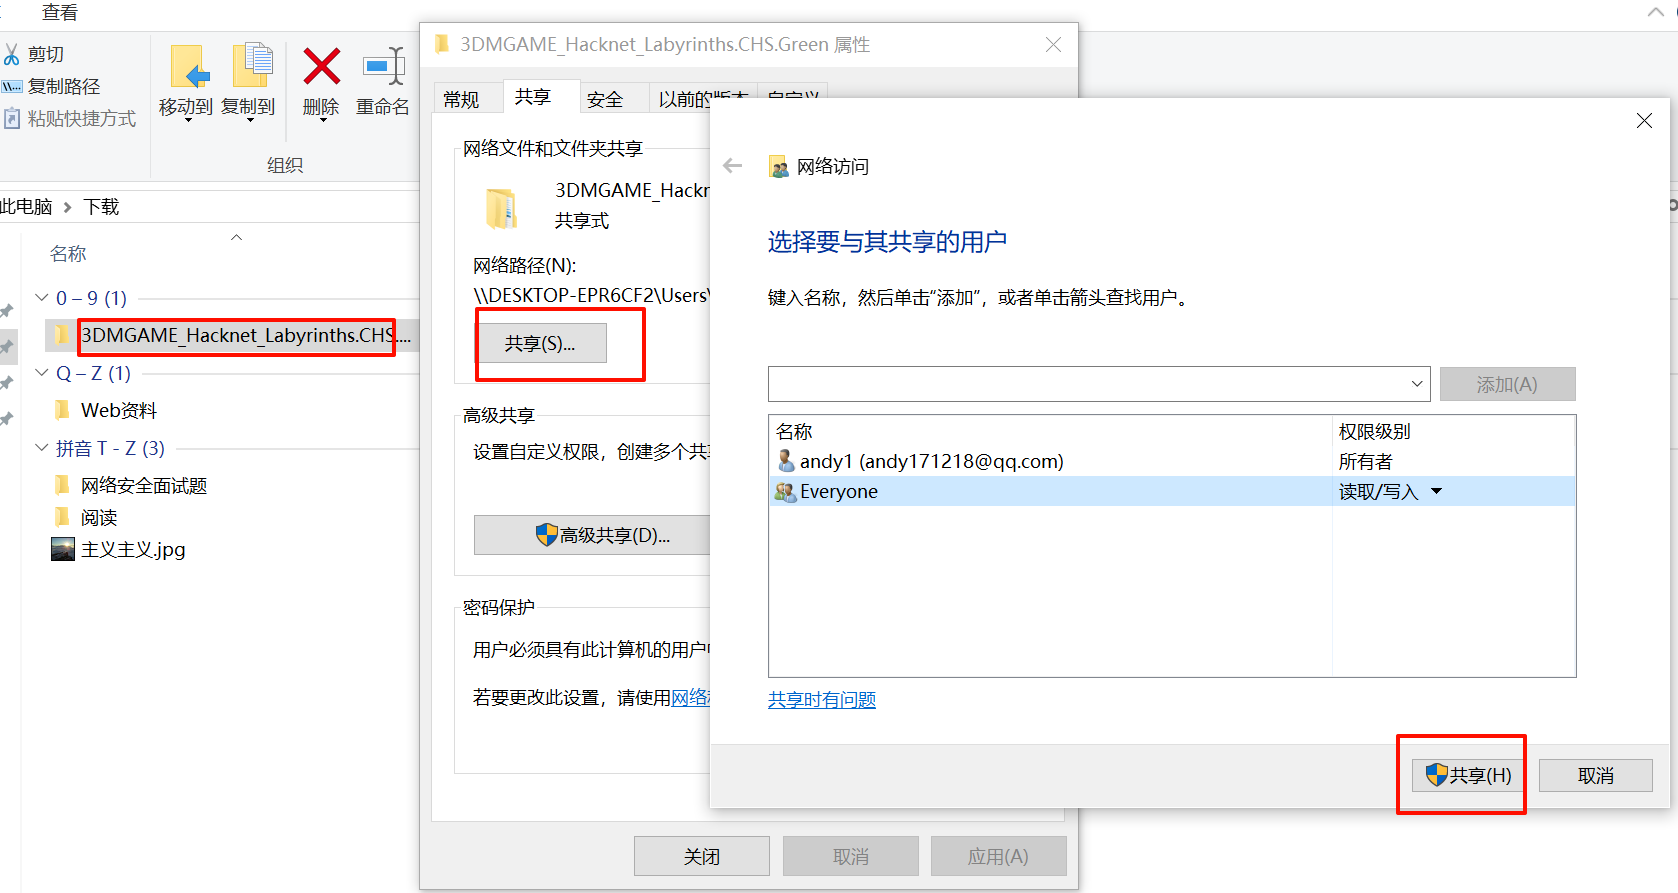 查看
剪切
复制路径
粘贴快捷方式
移动到
复制到
删除
重命名
组织
此电脑
下载
名称
0 – 9 (1)
3DMGAME_Hacknet_Labyrinths.CHS....
Q – Z (1)
Web资料
拼音 T - Z (3)
网络安全面试题
阅读
主义主义.jpg
3DMGAME_Hacknet_Labyrinths.CHS.Green 属性
常规
共享
安全
以前的版本
自定义
网络文件和文件夹共享
3DMGAME_Hackn
共享式
网络路径(N):
\\DESKTOP-EPR6CF2\Users\
共享(S)...
高级共享
设置自定义权限，创建多个共享
高级共享(D)...
密码保护
用户必须具有此计算机的用户
若要更改此设置，请使用网络
关闭
取消
应用(A)
网络访问
选择要与其共享的用户
键入名称，然后单击“添加”，或者单击箭头查找用户。
添加(A)
名称
权限级别
andy1 (andy171218@qq.com)
所有者
Everyone
读取/写入
共享时有问题
共享(H)
取消